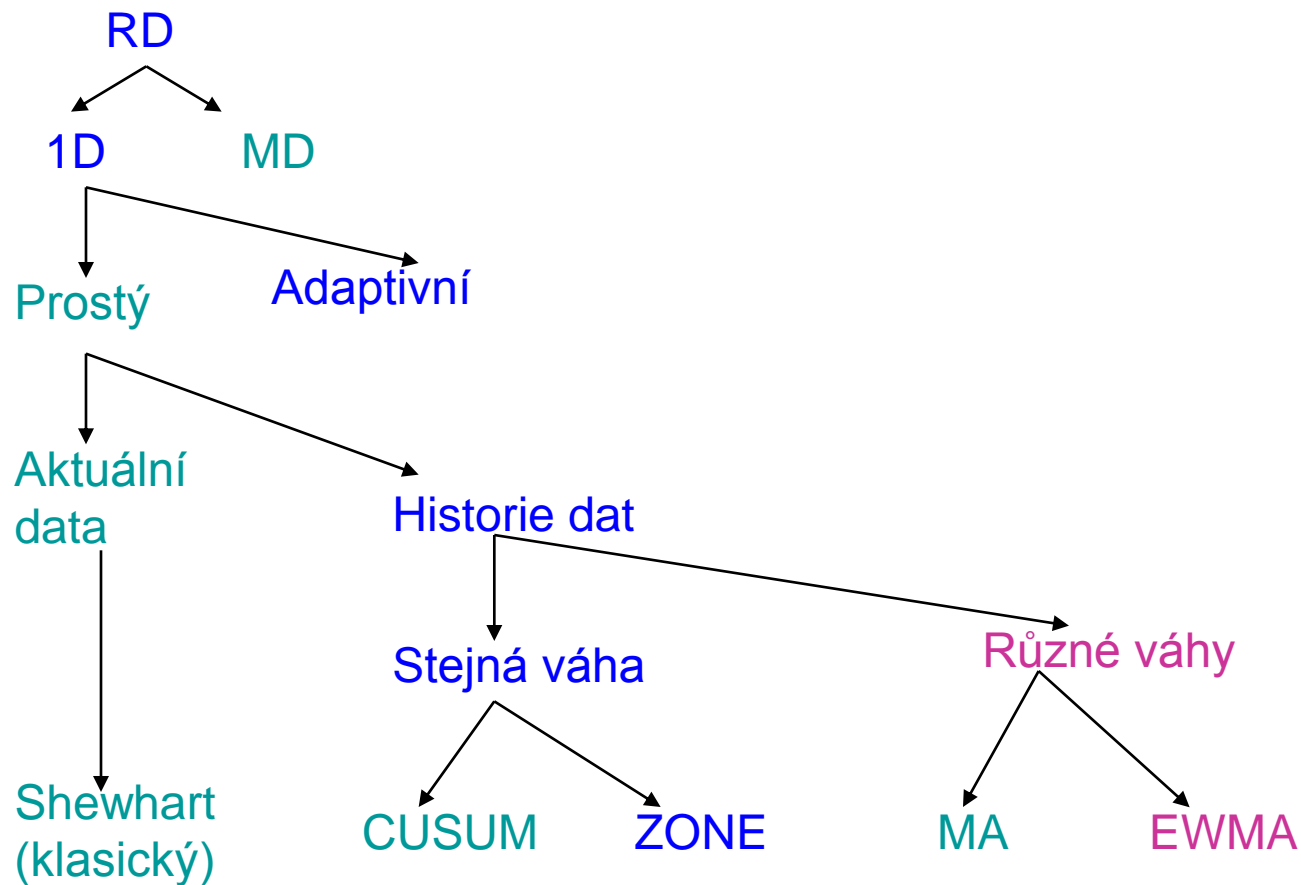 RD
1D
MD
Prostý
Adaptivní
Aktuální
data
Historie dat
Stejná váha
Různé váhy
Shewhart
(klasický)
CUSUM
ZONE
MA
EWMA